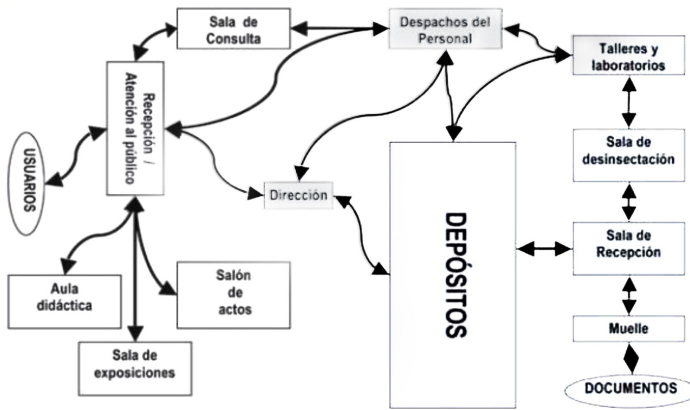 Sala de
Consulta
Despachos del
Personal
Talleres y
laboratorios
Recepción /
Atención al público
USUARIOS
Sala de
desinsectación
Dirección
DEPÓSITOS
Sala de
Recepción
Aula
didáctica
Salón
de
actos
Sala de
exposiciones
Muelle
DOCUMENTOS